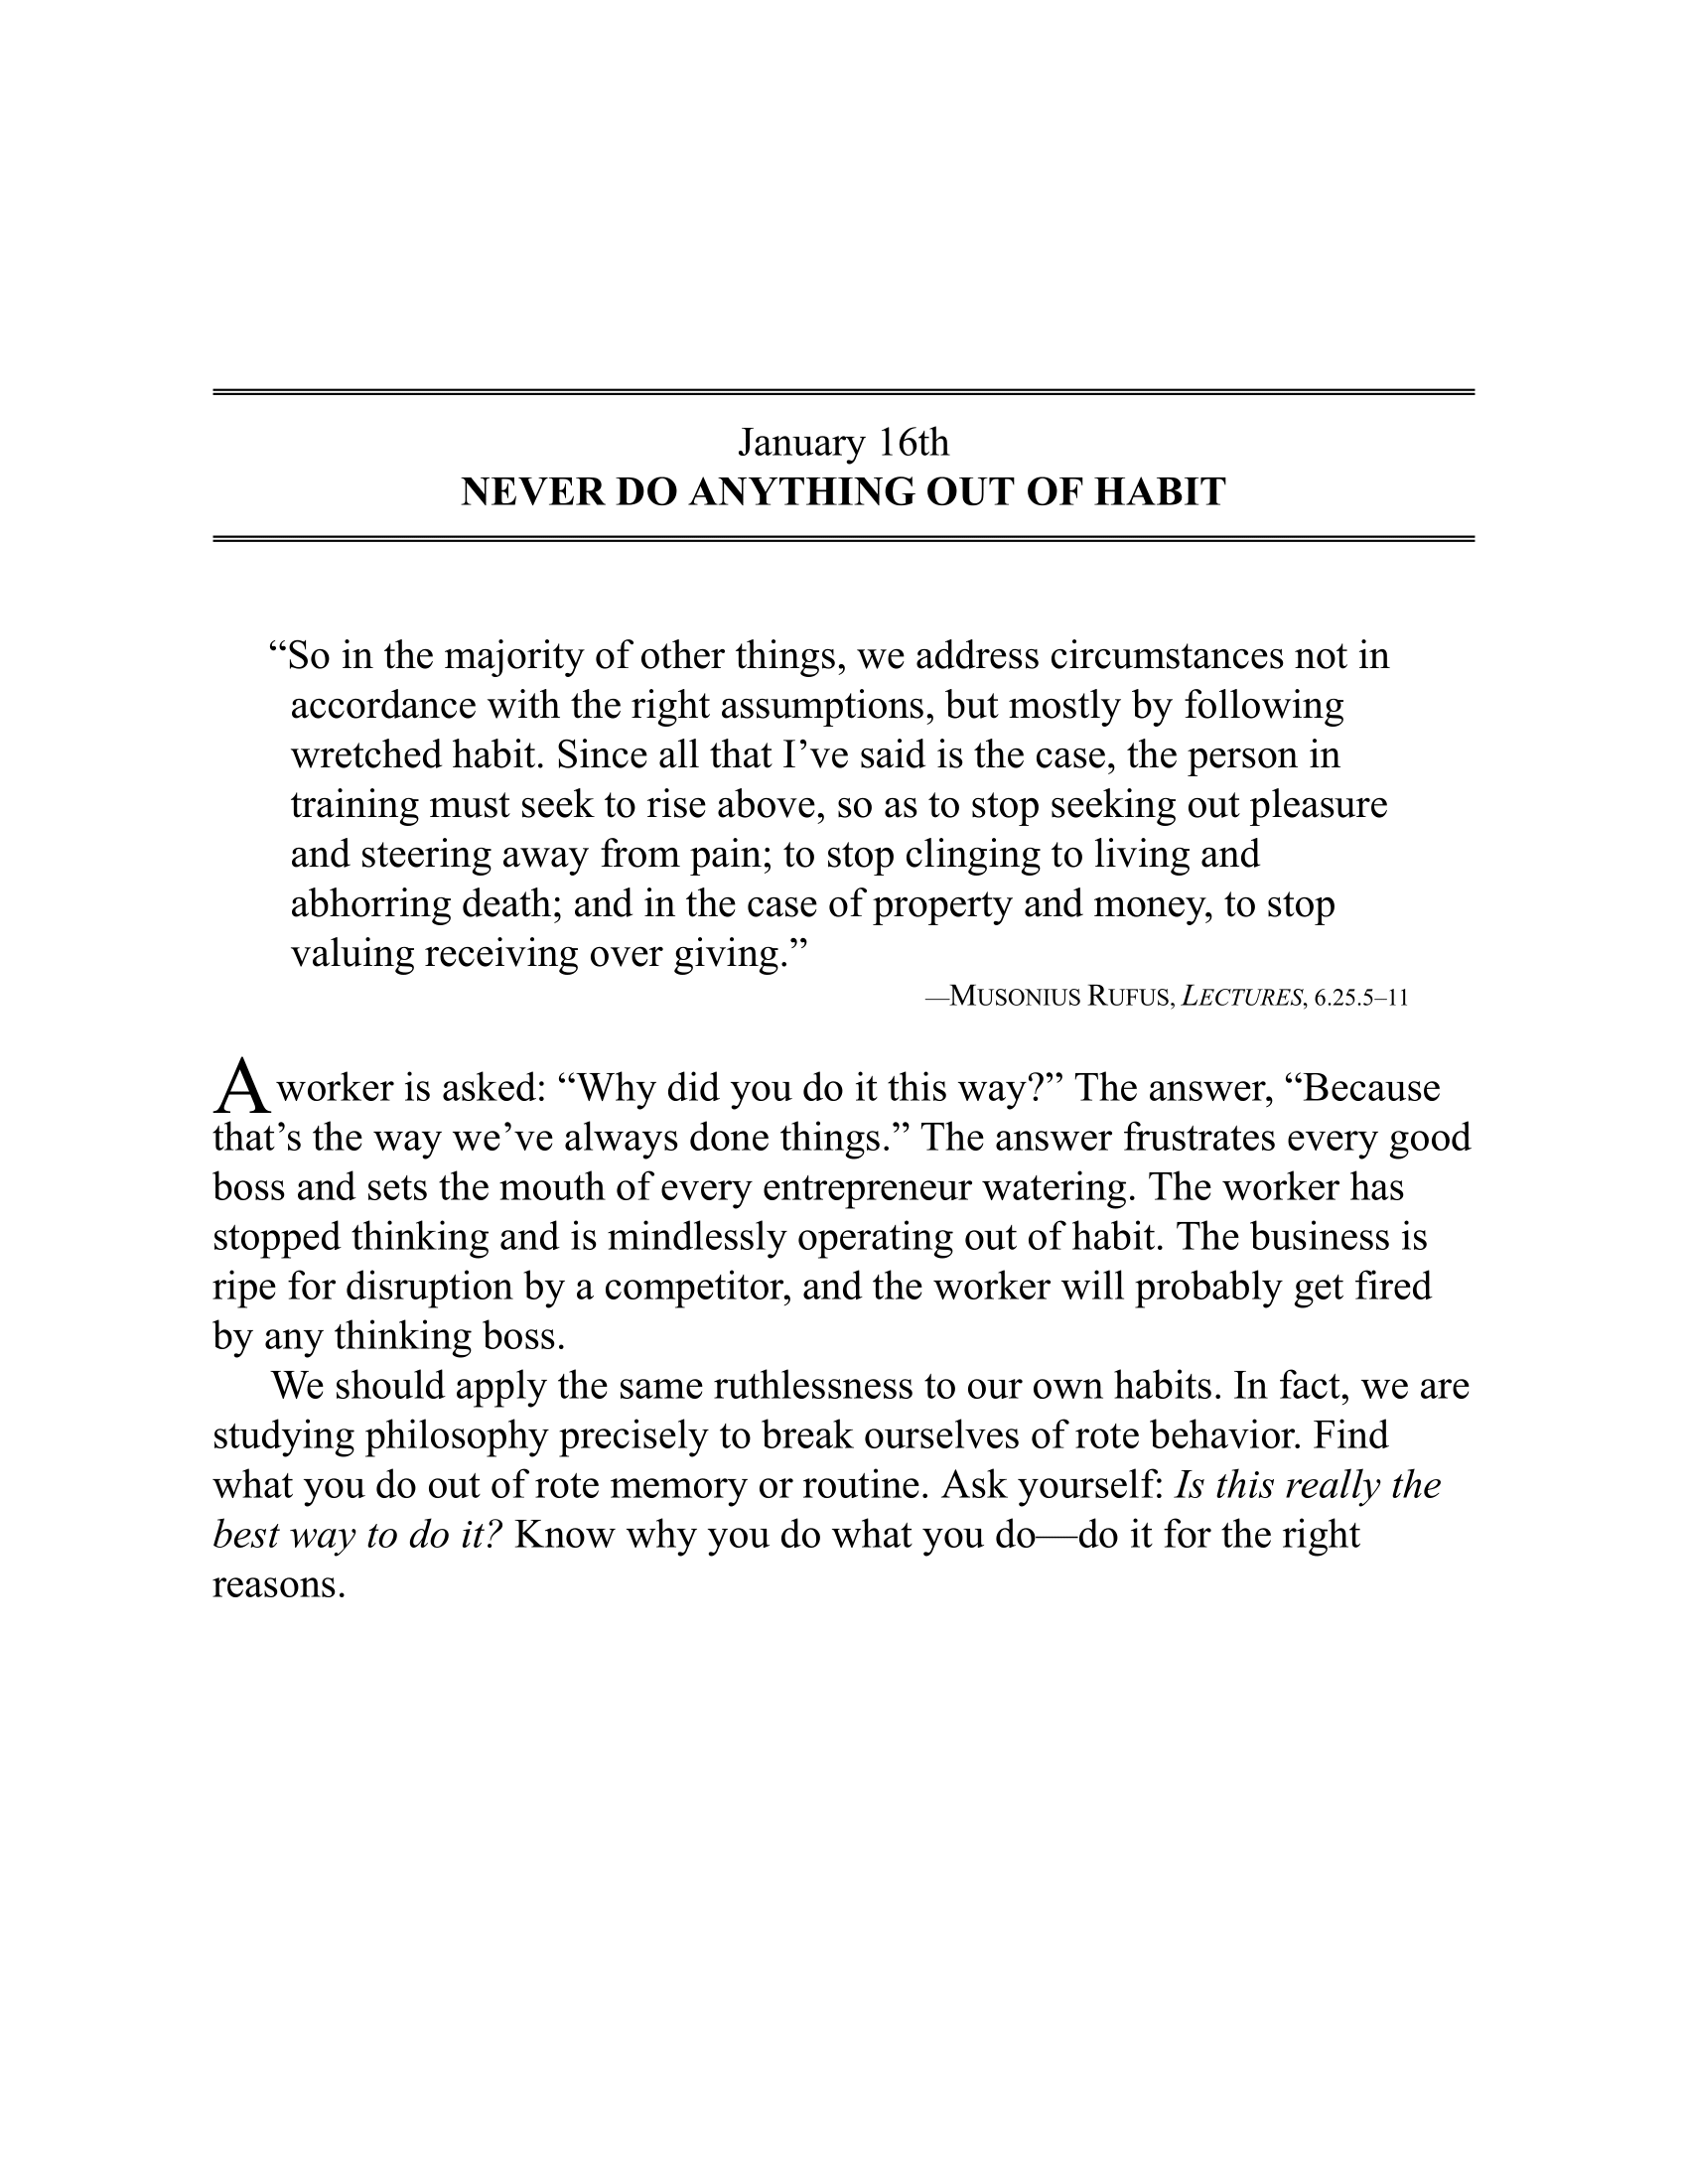 January 16th
NEVER DO ANYTHING OUT OF HABIT
“So in the majority of other things, we address circumstances not in
accordance with the right assumptions, but mostly by following
wretched habit. Since all that I’ve said is the case, the person in
training must seek to rise above, so as to stop seeking out pleasure
and steering away from pain; to stop clinging to living and
abhorring death; and in the case of property and money, to stop
valuing receiving over giving.”
—MUSONIUS RUFUS, LECTURES, 6.25.5–11
A worker is asked: “Why did you do it this way?” The answer, “Because
that’s the way we’ve always done things.” The answer frustrates every good
boss and sets the mouth of every entrepreneur watering. The worker has
stopped thinking and is mindlessly operating out of habit. The business is
ripe for disruption by a competitor, and the worker will probably get fired
by any thinking boss.
We should apply the same ruthlessness to our own habits. In fact, we are
studying philosophy precisely to break ourselves of rote behavior. Find
what you do out of rote memory or routine. Ask yourself: Is this really the
best way to do it? Know why you do what you do—do it for the right
reasons.